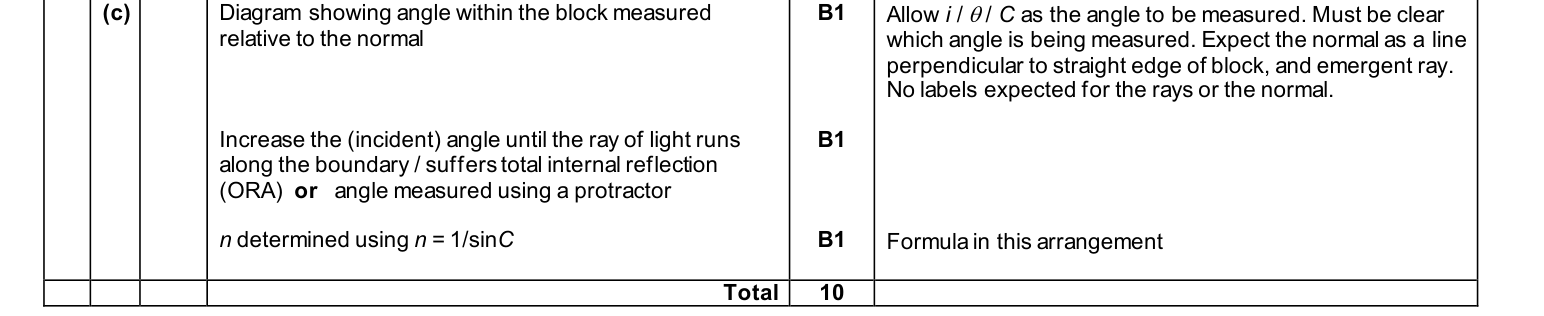 (c) Diagram showing angle within the block measured B1 Allow i / θ / C as the angle to be measured. Must be clear
relative to the normal which angle is being measured. Expect the normal as a line
perpendicular to straight edge of block, and emergent ray.
No labels expected for the rays or the normal.
Increase the (incident) angle until the ray of light runs B1
along the boundary / suffers total internal reflection
(ORA) or angle measured using a protractor
n determined using n = 1/sinC B1 Formula in this arrangement
Total 10